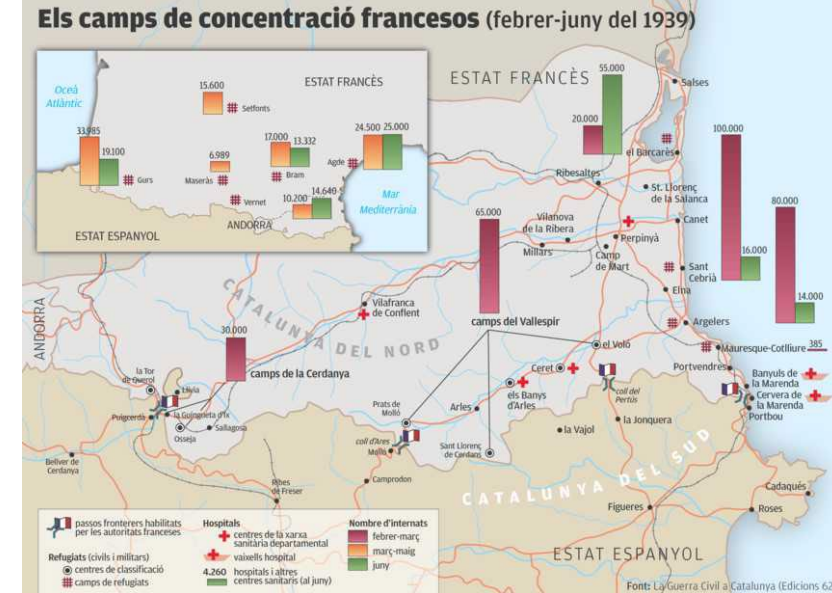 Els camps de concentració francesos (febrer-juny del 1939)
Oceà
Atlàntic
ESTAT FRANCÈS
15.600
Setfonts
33.985
19.100
Gurs
6.989
Maseràs
17.000
13.332
Bram
24.500
25.000
Agde
Vernet
10.200
14.640
Mar
Mediterrània
ANDORRA
ESTAT ESPANYOL
ESTAT FRANCÈS
55.000
20.000
Salses
el Barcarès
Ribesaltes
St. Llorenç
de la Salanca
100.000
16.000
80.000
14.000
65.000
Vilanova
de la Ribera
Millars
Canet
Perpinyà
Camp
de Mart
Sant
Cebrià
Elna
CATALUNYA DEL NORD
Vilafranca
de Conflent
camps del Vallespir
Argelers
ANDORRA
30.000
camps de la Cerdanya
la Tor
de Querol
Llívia
Puigcerdà
la Guingueta d'Ix
Osseja
Sallagosa
el Voló
Mauresque-Cotlliure
385
Portvendres
Banyuls de
la Marenda
Cervera de
la Marenda
Portbou
Ceret
els Banys
d'Arles
Arles
Prats de
Molló
coll d'Ares
Molló
Sant Llorenç
de Cerdans
coll del
Pertús
la Jonquera
la Vajol
Bellver de
Cerdanya
Ribes
de Freser
Camprodon
CATALUNYA DEL SUD
Figueres
Cadaqués
Roses
ESTAT ESPANYOL
passos fronterers habilitats
per les autoritats franceses
Refugiats (civils i militars)
centres de classificació
camps de refugiats
Hospitals
centres de la xarxa
sanitària departamental
vaixells hospital
4.260 hospitals i altres
centres sanitaris (al juny)
Nombre d'internats
febrer-març
març-maig
juny
Font: La Guerra Civil a Catalunya (Edicions 62